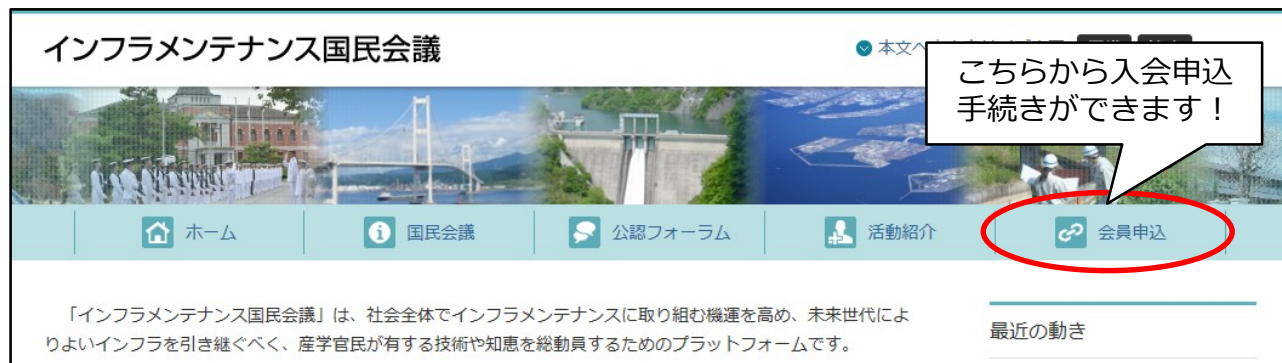 インフラメンテナンス国民会議
本文へ
こちらから入会申込
手続きができます！
ホーム
国民会議
公認フォーラム
活動紹介
会員申込
「インフラメンテナンス国民会議」は、社会全体でインフラメンテナンスに取り組む機運を高め、未来世代によ
りよいインフラを引き継ぐべく、産学官民が有する技術や知恵を総動員するためのプラットフォームです。
最近の動き